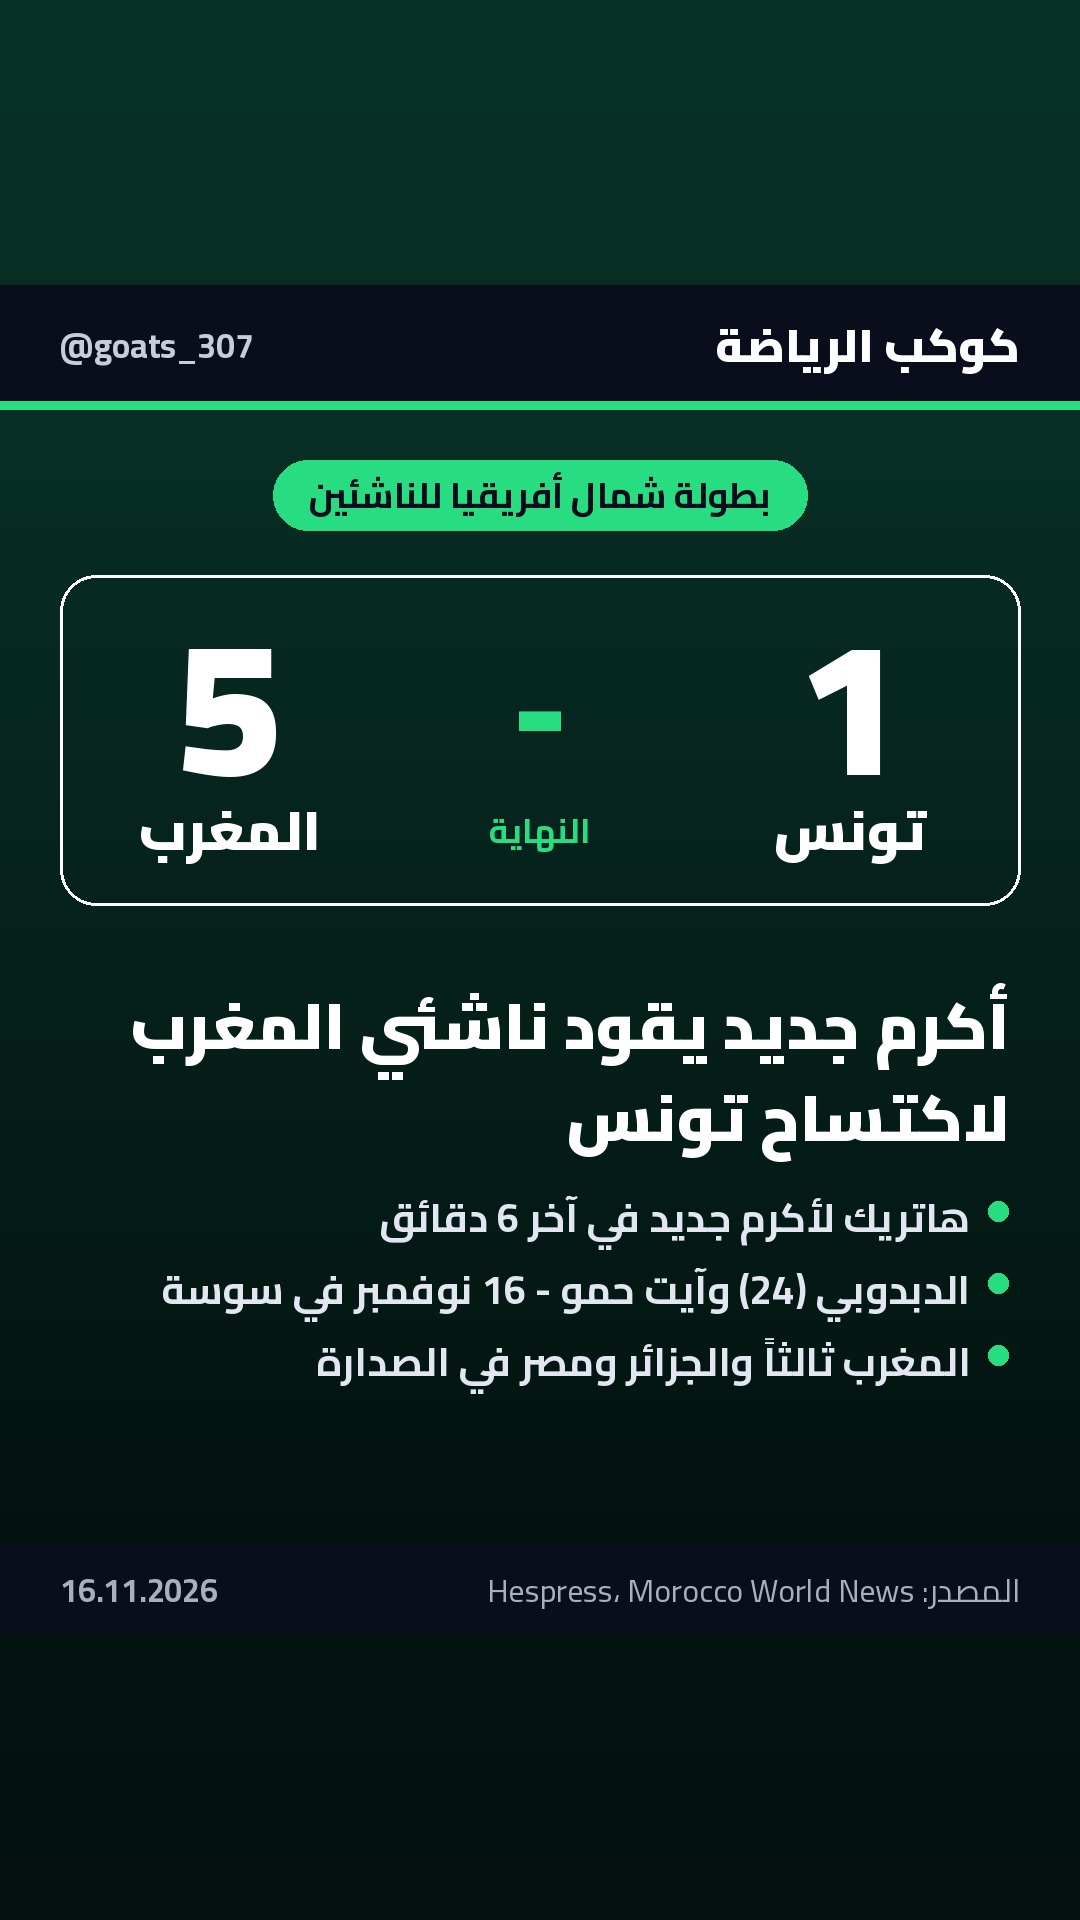 كوكب الرياضة
@goats_307
بطولة شمال أفريقيا للناشئين
1 - 5
تونس النهاية المغرب
أكرم جديد يقود ناشئي المغرب
لاكتساح تونس
هاتريك لأكرم جديد في آخر 6 دقائق
الدبدوبي (24) وآيت حمو - 16 نوفمبر في سوسة
المغرب ثالثاً والجزائر ومصر في الصدارة
المصدر: Hespress، Morocco World News
16.11.2026